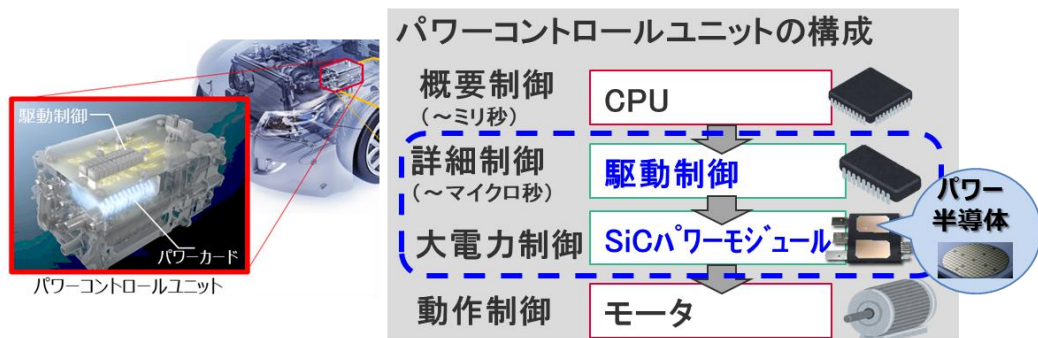 駆動制御
パワーカード
パワーコントロールユニット
パワーコントロールユニットの構成
概要制御
(~ミリ秒)
CPU
詳細制御
(~マイクロ秒)
駆動制御
大電力制御
SiCﾊﾟﾜｰﾓｼﾞｭｰﾙ
パワー
半導体
動作制御
モータ